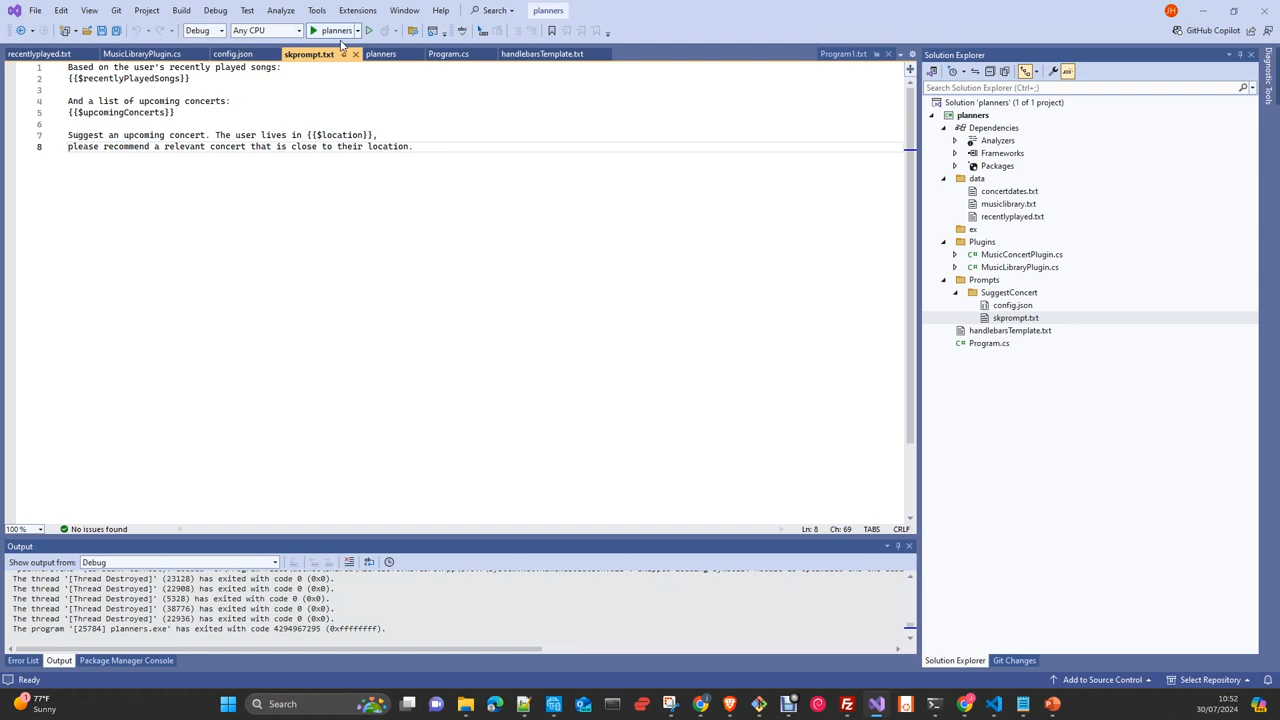 File Edit View Git Project Build Debug Test Analyze Tools Extensions Window Help Search planners JH
Debug Any CPU planners GitHub Copilot
recentlyplayed.txt MusicLibraryPlugin.cs config.json skprompt.txt planners Program.cs handlebarsTemplate.txt Program1.txt
1 Based on the user's recently played songs:
2 {{$recentlyPlayedSongs}}
3
4 And a list of upcoming concerts:
5 {{$upcomingConcerts}}
6
7 Suggest an upcoming concert. The user lives in {{$location}},
8 please recommend a relevant concert that is close to their location.
100 % No issues found Ln: 8 Ch: 69 TABS CRLF
Output
Show output from: Debug
The thread '[Thread Destroyed]' (23128) has exited with code 0 (0x0).
The thread '[Thread Destroyed]' (22908) has exited with code 0 (0x0).
The thread '[Thread Destroyed]' (5328) has exited with code 0 (0x0).
The thread '[Thread Destroyed]' (38776) has exited with code 0 (0x0).
The thread '[Thread Destroyed]' (22936) has exited with code 0 (0x0).
The program '[25784] planners.exe' has exited with code 4294967295 (0xffffffff).
Error List Output Package Manager Console
Solution Explorer
Search Solution Explorer (Ctrl+;)
Solution 'planners' (1 of 1 project)
planners
Dependencies
Analyzers
Frameworks
Packages
data
concertdates.txt
musiclibrary.txt
recentlyplayed.txt
ex
Plugins
MusicConcertPlugin.cs
MusicLibraryPlugin.cs
Prompts
SuggestConcert
config.json
skprompt.txt
handlebarsTemplate.txt
Program.cs
Solution Explorer Git Changes
Diagnostic Tools
Ready Add to Source Control Select Repository
77°F
Sunny
Search
10:52
30/07/2024